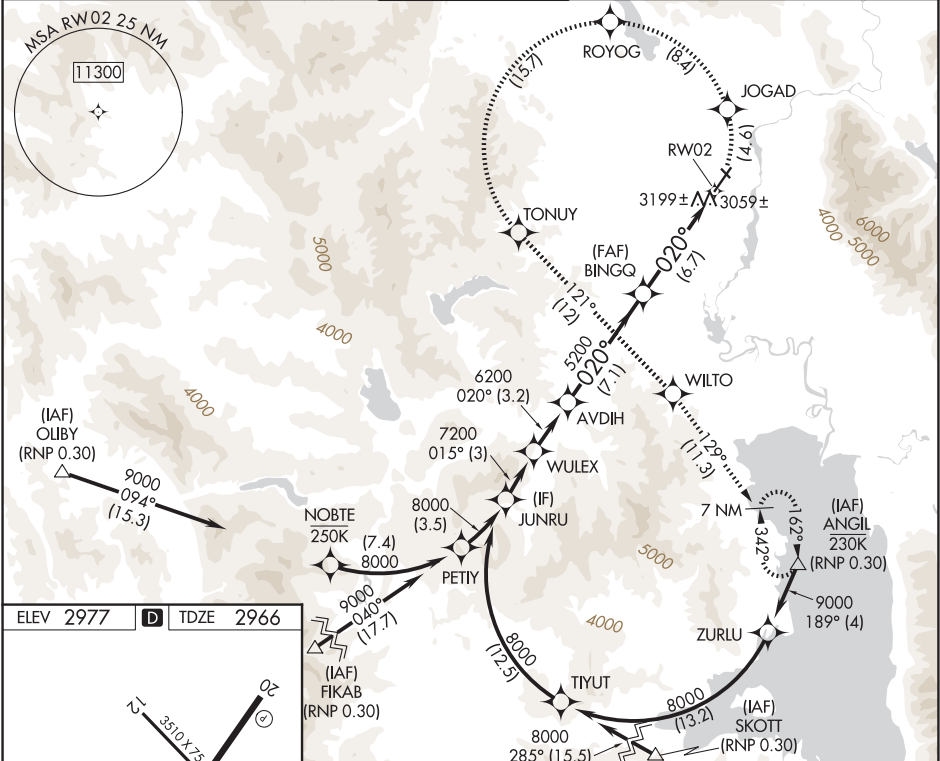 MSA RW02 25 NM
11300
ROYOG
(15.7)
(8.4)
JOGAD
(4.6)
RW02
3199±
3059±
TONUY
6000
4000
5000
5000
(FAF)
BINGQ
020°
(6.7)
121°
(12)
4000
5200
020°
(7.1)
WILTO
6200
020° (3.2)
AVDIH
4000
(IAF)
OLIBY
(RNP 0.30)
7200
015° (3)
WULEX
129°
(11.3)
9000
094°
(15.3)
8000
(3.5)
(IF)
JUNRU
7 NM
162°
342°
(IAF)
ANGIL
230K
(RNP 0.30)
NOBTE
250K
(7.4)
8000
PETIY
5000
9000
040°
(17.7)
9000
189° (4)
ELEV 2977
D
TDZE 2966
4000
ZURLU
8000
(12.5)
(IAF)
FIKAB
(RNP 0.30)
TIYUT
8000
(13.2)
(IAF)
SKOTT
(RNP 0.30)
8000
285° (15.5)
20
P
12
3510 X 75